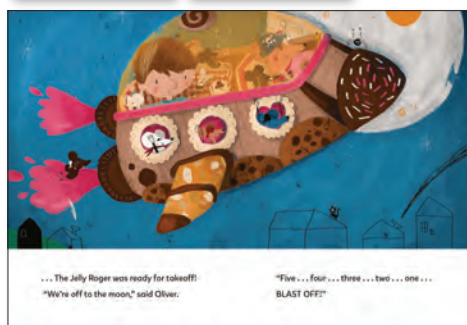 . . . The Jelly Roger was ready for takeoff!
“We’re off to the moon,” said Oliver.
“Five . . . four . . . three . . . two . . . one . . .
BLAST OFF!”